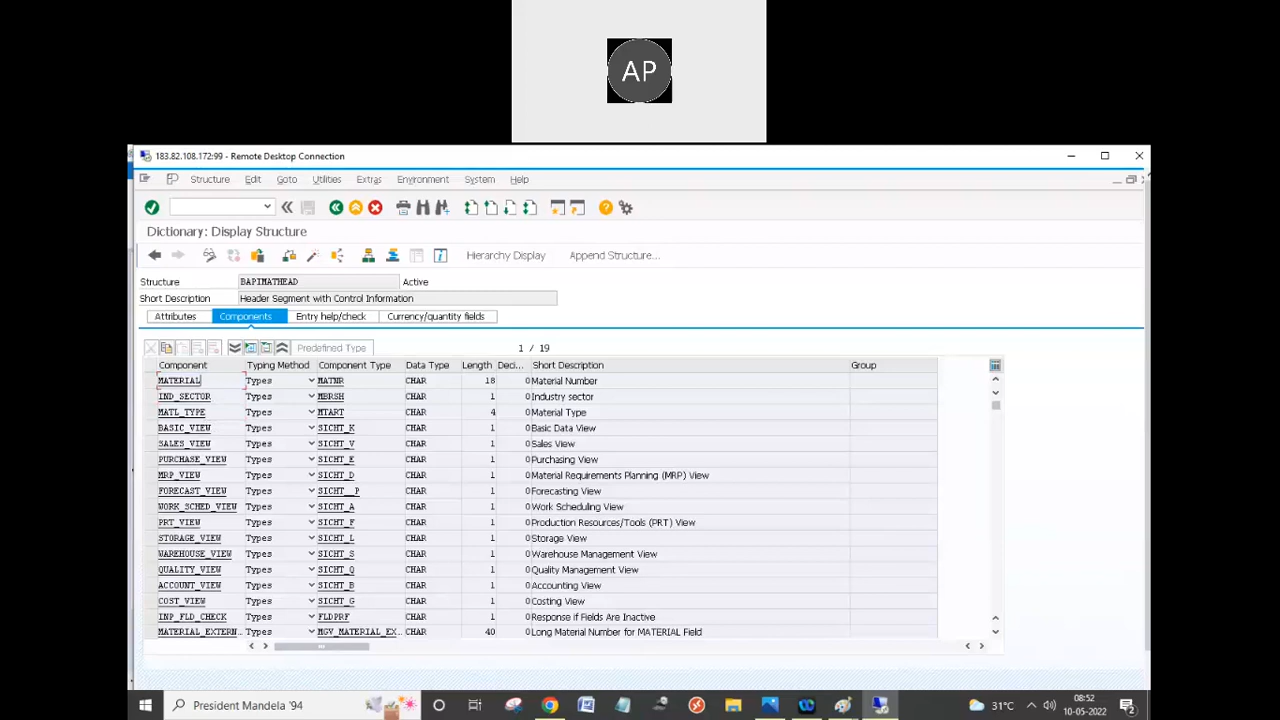 AP
183.82.108.172:99 - Remote Desktop Connection
Structure Edit Goto Utilities Extras Environment System Help
Dictionary: Display Structure
Hierarchy Display Append Structure...
Structure BAPIMATHEAD Active
Short Description Header Segment with Control Information
Attributes Components Entry help/check Currency/quantity fields
Predefined Type 1 / 19
Component Typing Method Component Type Data Type Length Deci... Short Description Group
MATERIAL Types MATNR CHAR 18 0 Material Number
IND_SECTOR Types MBRSH CHAR 1 0 Industry sector
MATL_TYPE Types MTART CHAR 4 0 Material Type
BASIC_VIEW Types SICHT_K CHAR 1 0 Basic Data View
SALES_VIEW Types SICHT_V CHAR 1 0 Sales View
PURCHASE_VIEW Types SICHT_E CHAR 1 0 Purchasing View
MRP_VIEW Types SICHT_D CHAR 1 0 Material Requirements Planning (MRP) View
FORECAST_VIEW Types SICHT__P CHAR 1 0 Forecasting View
WORK_SCHED_VIEW Types SICHT_A CHAR 1 0 Work Scheduling View
PRT_VIEW Types SICHT_F CHAR 1 0 Production Resources/Tools (PRT) View
STORAGE_VIEW Types SICHT_L CHAR 1 0 Storage View
WAREHOUSE_VIEW Types SICHT_S CHAR 1 0 Warehouse Management View
QUALITY_VIEW Types SICHT_Q CHAR 1 0 Quality Management View
ACCOUNT_VIEW Types SICHT_B CHAR 1 0 Accounting View
COST_VIEW Types SICHT_G CHAR 1 0 Costing View
INP_FLD_CHECK Types FLDPRF CHAR 1 0 Response if Fields Are Inactive
MATERIAL_EXTERN... Types MGV_MATERIAL_EX... CHAR 40 0 Long Material Number for MATERIAL Field
President Mandela '94
31°C
08:52
10-05-2022
2